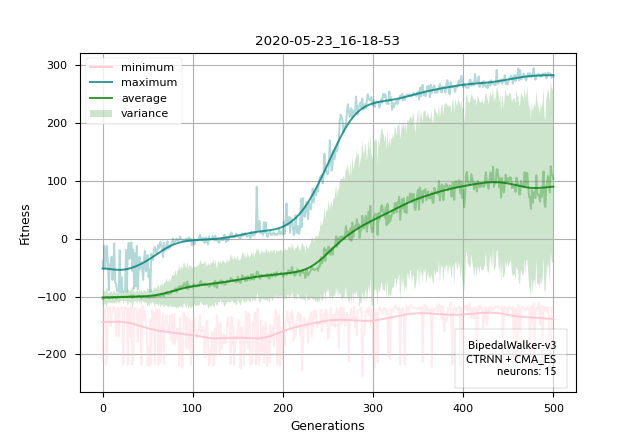 2020-05-23_16-18-53
minimum
maximum
average
variance
Fitness
300
200
100
0
−100
−200
BipedalWalker-v3
CTRNN + CMA_ES
neurons: 15
0
100
200
300
400
500
Generations